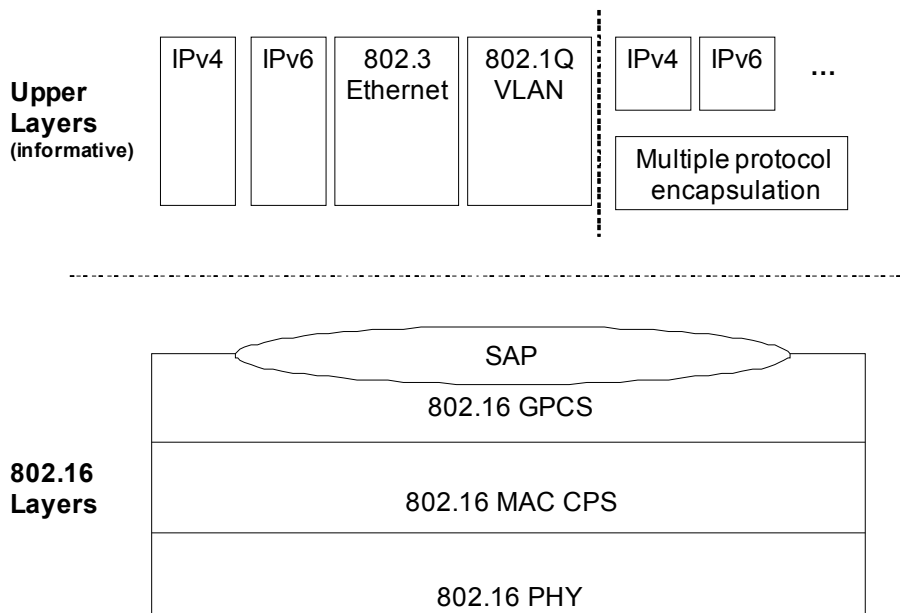 IPv4
IPv6
802.3
Ethernet
802.1Q
VLAN
IPv4
IPv6
...
Upper
Layers
(informative)
Multiple protocol
encapsulation
SAP
802.16 GPCS
802.16
Layers
802.16 MAC CPS
802.16 PHY